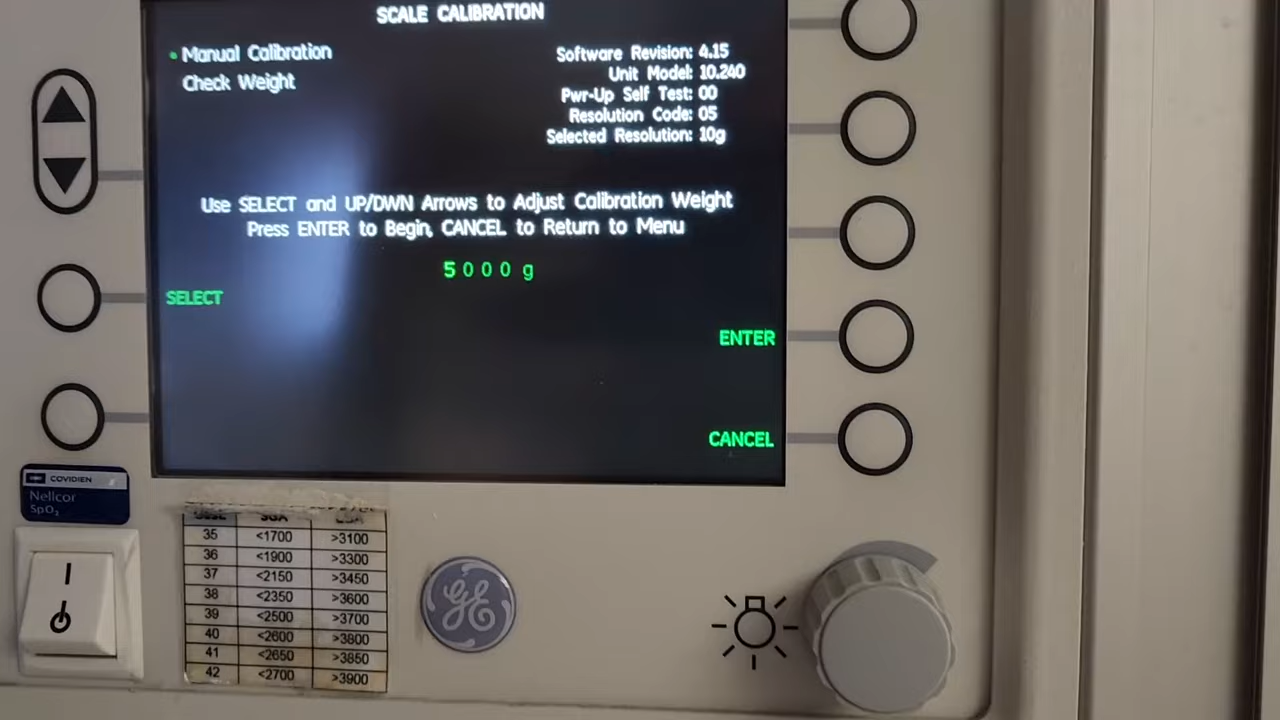 SCALE CALIBRATION
Manual Calibration
Check Weight
Software Revision: 4.15
Unit Model: 10.240
Pwr-Up Self Test: 00
Resolution Code: 05
Selected Resolution: 10g
Use SELECT and UP/DWN Arrows to Adjust Calibration Weight
Press ENTER to Begin, CANCEL to Return to Menu
5000 g
SELECT
ENTER
CANCEL
COVIDIEN
Nellcor
SpO₂
SGA
35 <1700 >3100
36 <1900 >3300
37 <2150 >3450
38 <2350 >3600
39 <2500 >3700
40 <2600 >3800
41 <2650 >3850
42 <2700 >3900
GE